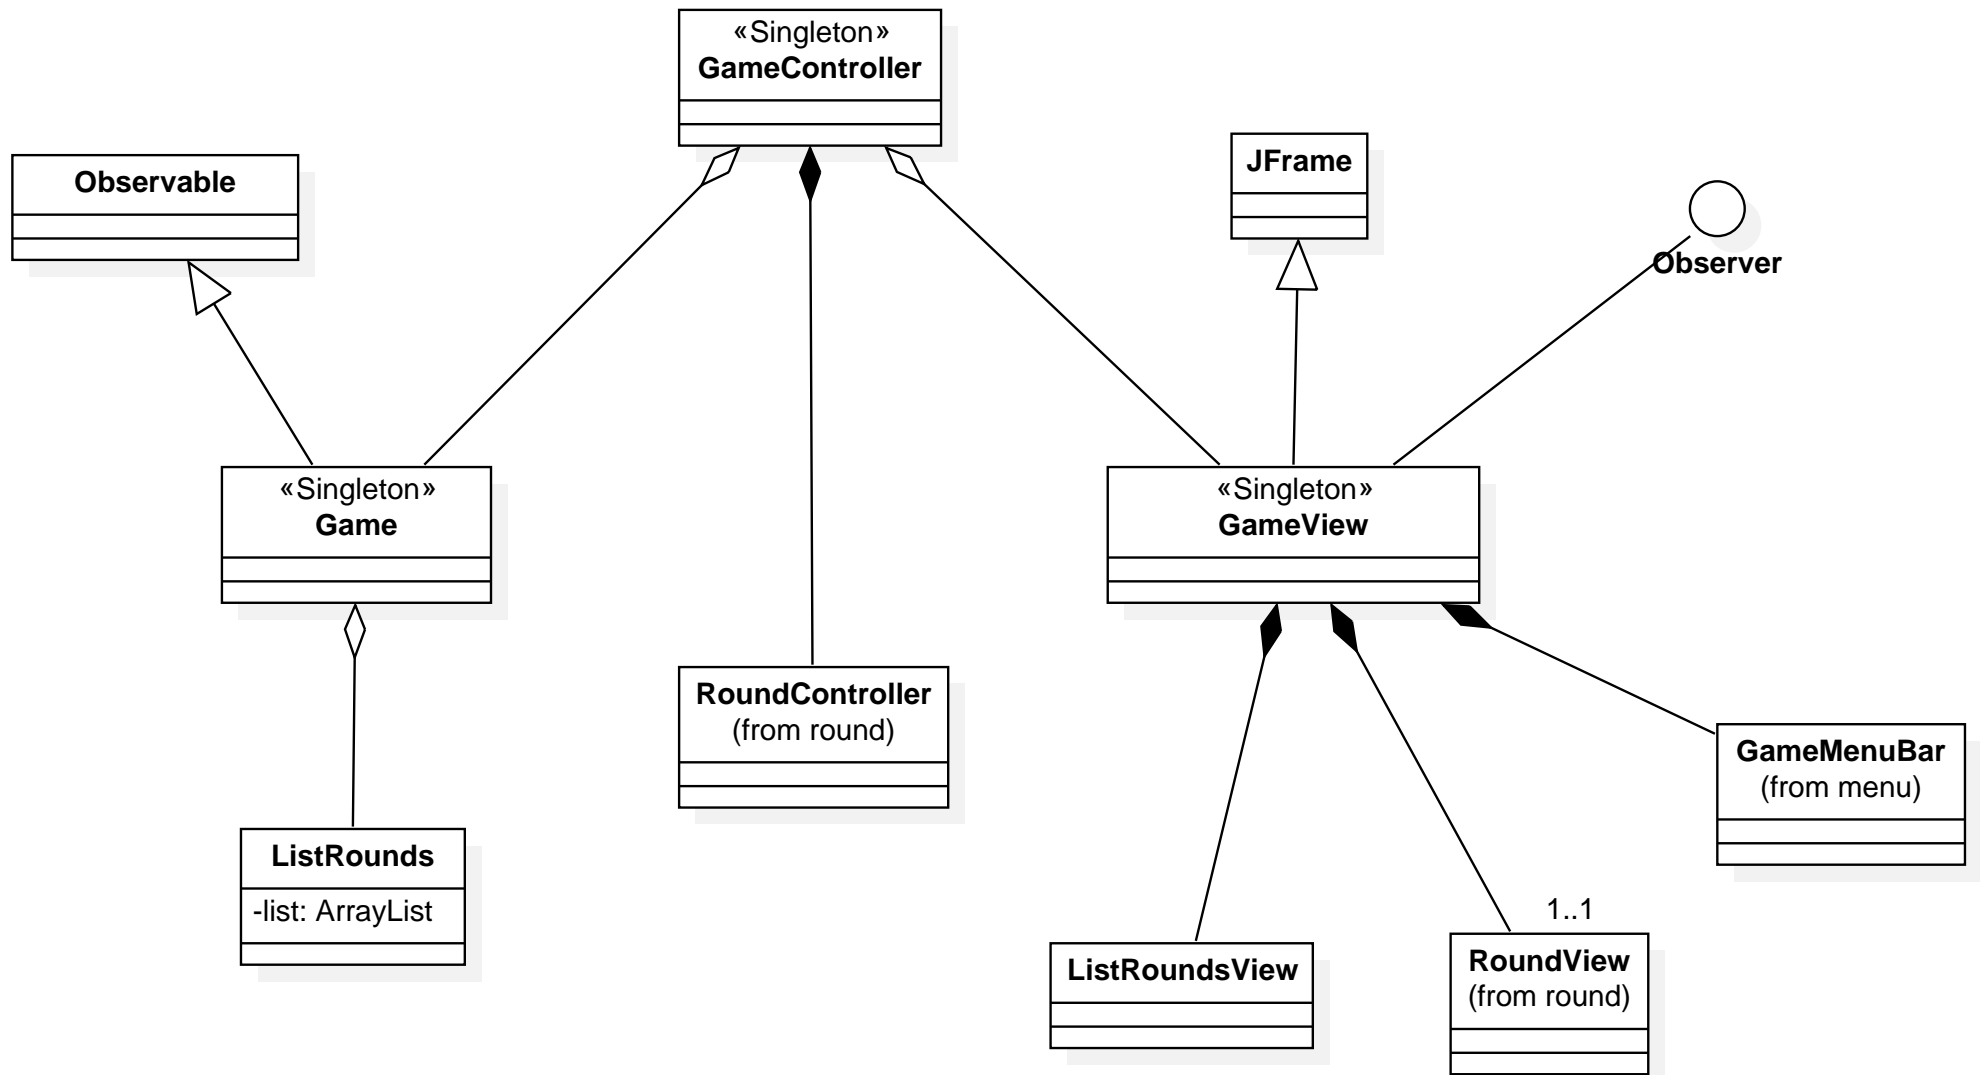 «Singleton»
GameController
Observable
JFrame
Observer
«Singleton»
Game
«Singleton»
GameView
RoundController
(from round)
GameMenuBar
(from menu)
ListRounds
-list: ArrayList
1..1
ListRoundsView
RoundView
(from round)